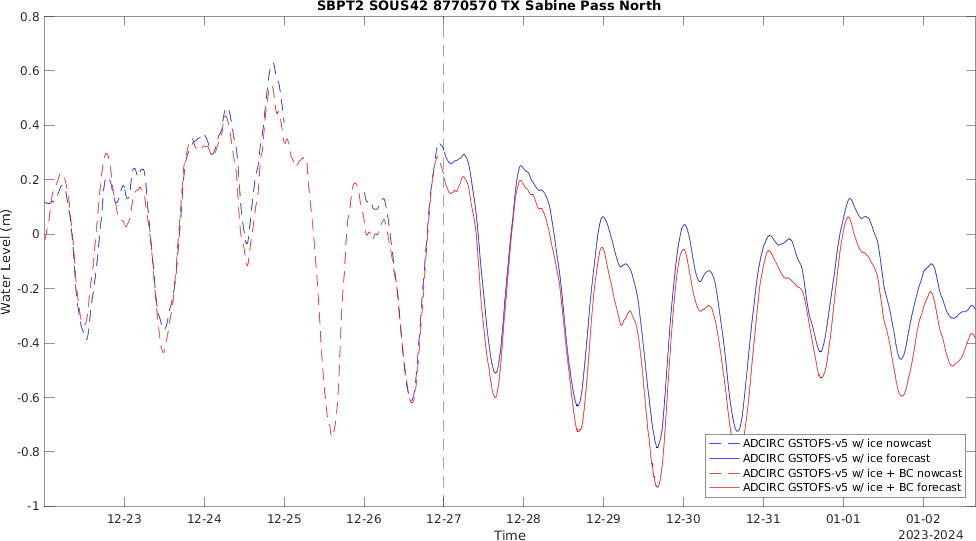 SBPT2 SOUS42 8770570 TX Sabine Pass North
0.8
0.6
0.4
0.2
0
-0.2
-0.4
-0.6
-0.8
-1
Water Level (m)
ADCIRC GSTOFS-v5 w/ ice nowcast
ADCIRC GSTOFS-v5 w/ ice forecast
ADCIRC GSTOFS-v5 w/ ice + BC nowcast
ADCIRC GSTOFS-v5 w/ ice + BC forecast
12-23 12-24 12-25 12-26 12-27 12-28 12-29 12-30 12-31 01-01 01-02
2023-2024
Time